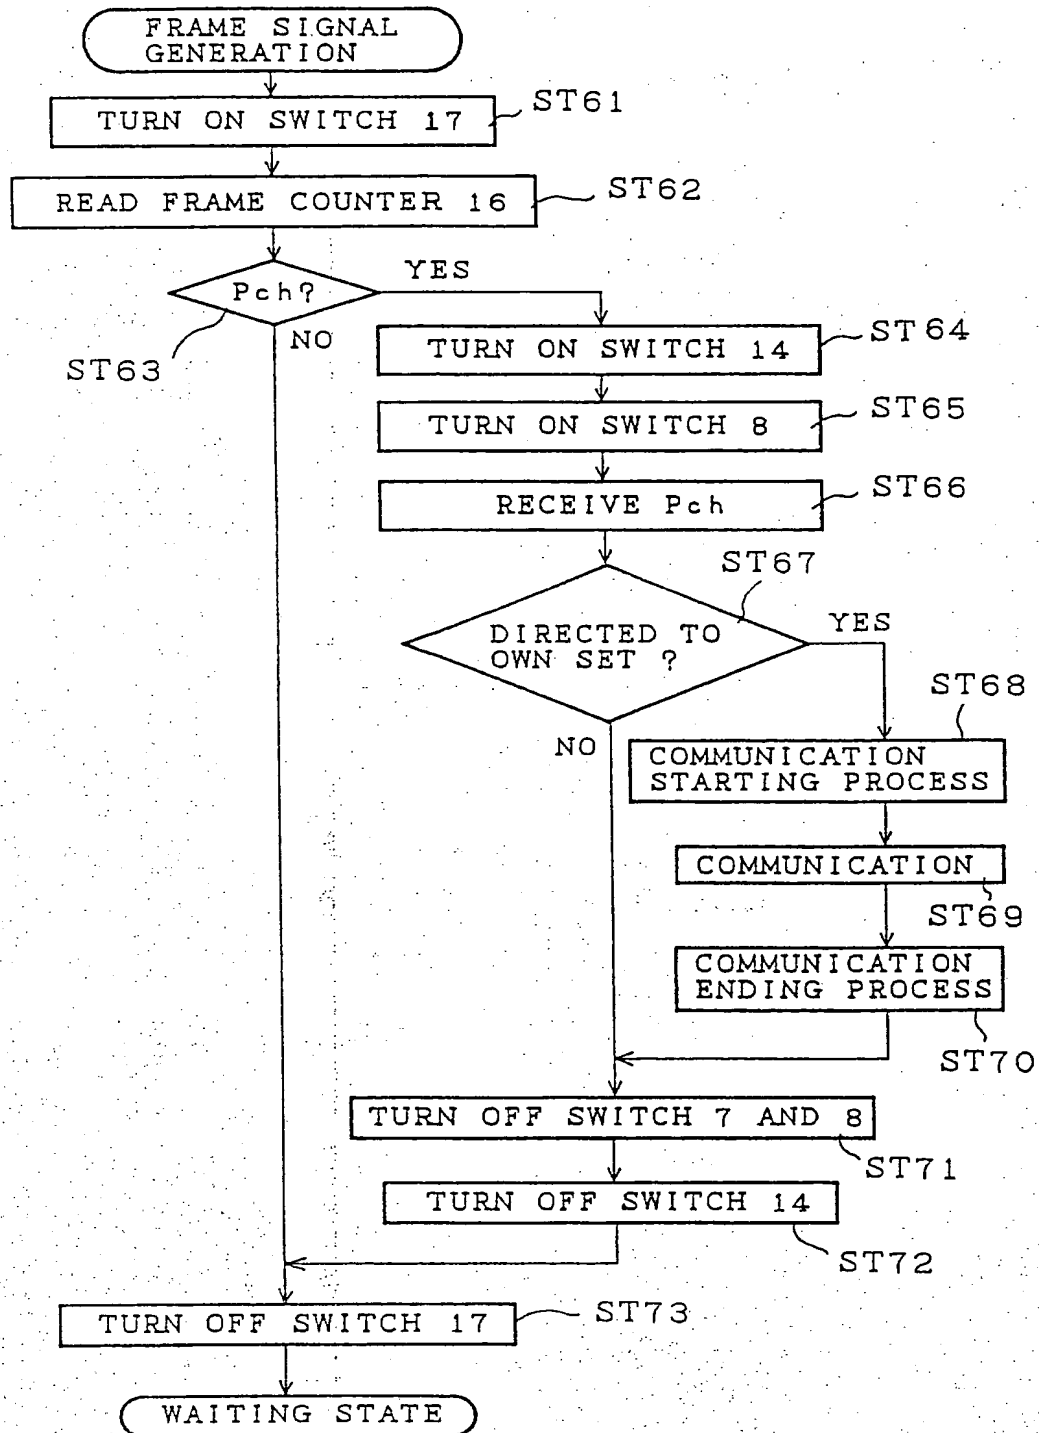 FRAME SIGNAL
GENERATION
ST61
TURN ON SWITCH 17
ST62
READ FRAME COUNTER 16
YES
Pch?
NO
ST63
ST64
TURN ON SWITCH 14
ST65
TURN ON SWITCH 8
ST66
RECEIVE Pch
ST67
DIRECTED TO
OWN SET ?
YES
NO
ST68
COMMUNICATION
STARTING PROCESS
COMMUNICATION
ST69
COMMUNICATION
ENDING PROCESS
ST70
TURN OFF SWITCH 7 AND 8
ST71
TURN OFF SWITCH 14
ST72
ST73
TURN OFF SWITCH 17
WAITING STATE